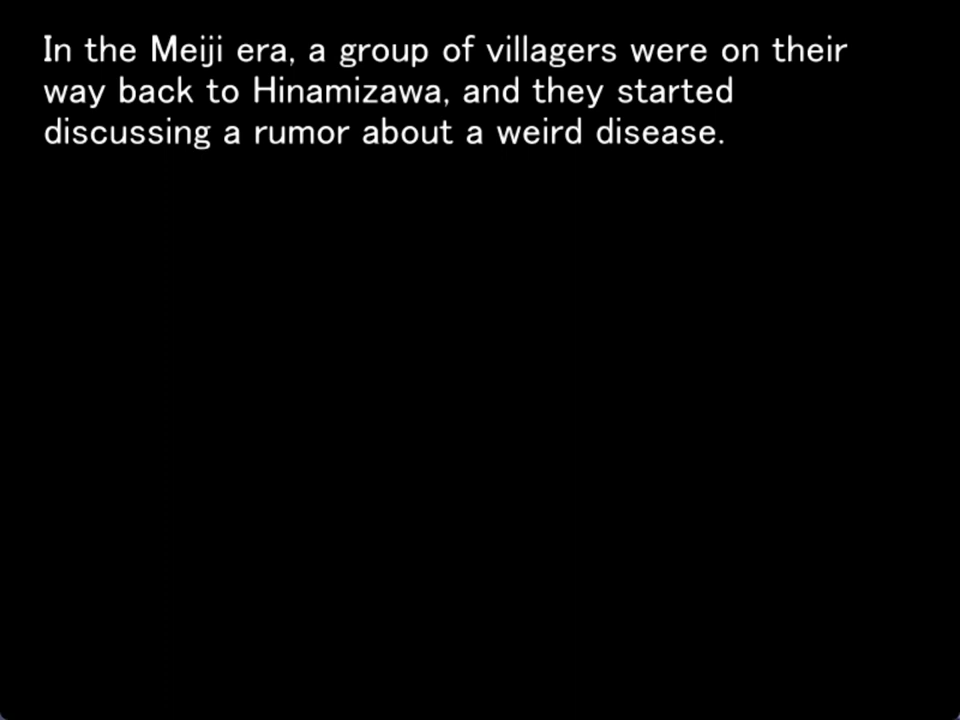 In the Meiji era, a group of villagers were on their
way back to Hinamizawa, and they started
discussing a rumor about a weird disease.